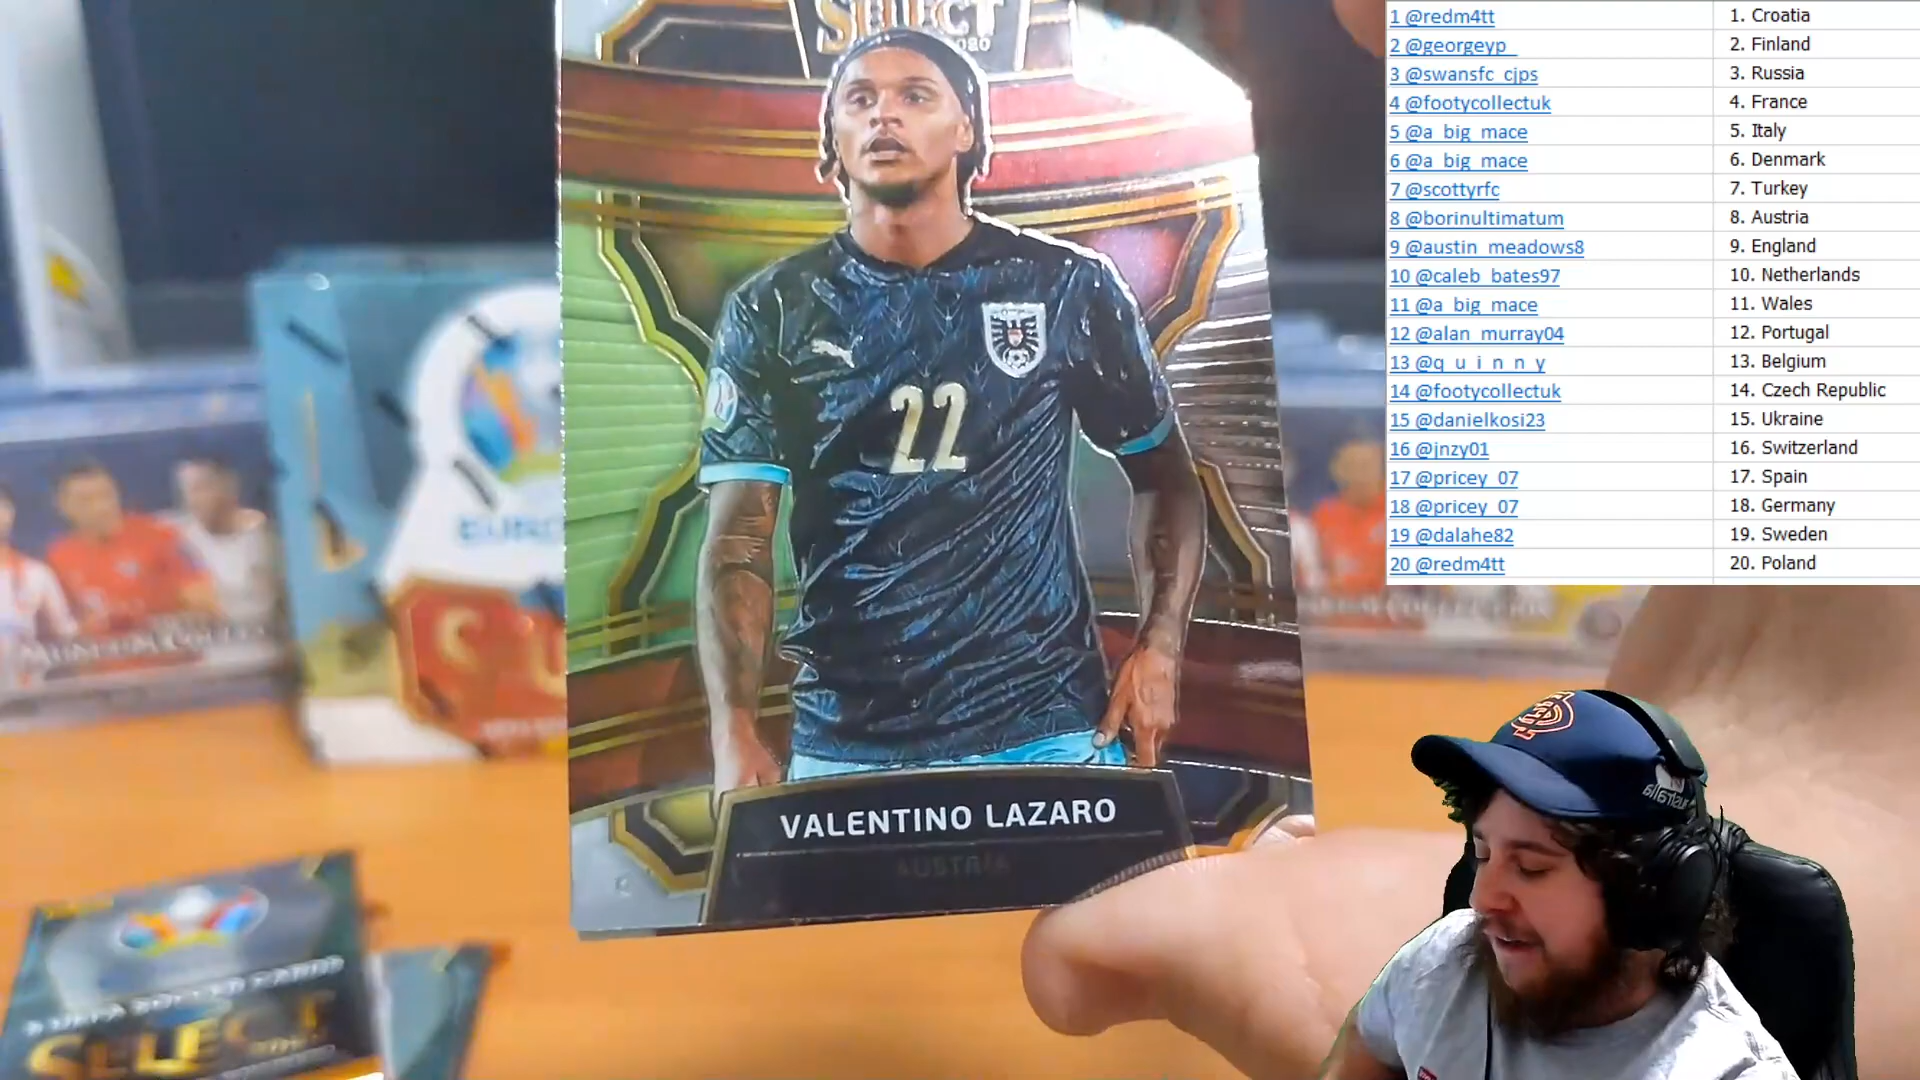 SELECT
2020
22
VALENTINO LAZARO
AUSTRIA
1 @redm4tt 1. Croatia
2 @georgeyp_ 2. Finland
3 @swansfc_cjps 3. Russia
4 @footycollectuk 4. France
5 @a_big_mace 5. Italy
6 @a_big_mace 6. Denmark
7 @scottyrfc 7. Turkey
8 @borinultimatum 8. Austria
9 @austin_meadows8 9. England
10 @caleb_bates97 10. Netherlands
11 @a_big_mace 11. Wales
12 @alan_murray04 12. Portugal
13 @q_u_i_n_n_y 13. Belgium
14 @footycollectuk 14. Czech Republic
15 @danielkosi23 15. Ukraine
16 @jnzy01 16. Switzerland
17 @pricey_07 17. Spain
18 @pricey_07 18. Germany
19 @dalahe82 19. Sweden
20 @redm4tt 20. Poland
EURO
SELECT